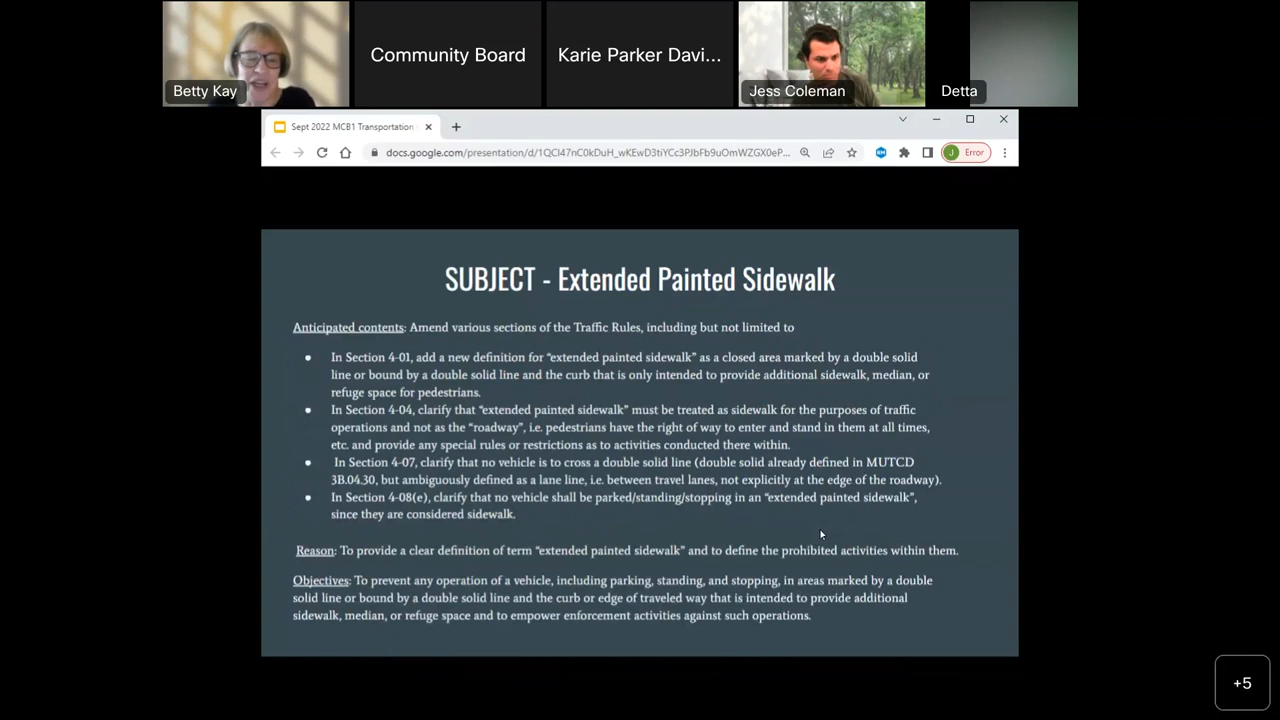 Betty Kay
Community Board
Karie Parker Davi...
Jess Coleman
Detta
Sept 2022 MCB1 Transportation
docs.google.com/presentation/d/1QCl47nC0kDuH_wKEwD3tiYCc3PJbFb9uOmWZGX0eP...
J Error
SUBJECT - Extended Painted Sidewalk
Anticipated contents: Amend various sections of the Traffic Rules, including but not limited to
● In Section 4-01, add a new definition for “extended painted sidewalk” as a closed area marked by a double solid
line or bound by a double solid line and the curb that is only intended to provide additional sidewalk, median, or
refuge space for pedestrians.
● In Section 4-04, clarify that “extended painted sidewalk” must be treated as sidewalk for the purposes of traffic
operations and not as the “roadway”, i.e. pedestrians have the right of way to enter and stand in them at all times,
etc. and provide any special rules or restrictions as to activities conducted there within.
● In Section 4-07, clarify that no vehicle is to cross a double solid line (double solid already defined in MUTCD
3B.04.30, but ambiguously defined as a lane line, i.e. between travel lanes, not explicitly at the edge of the roadway).
● In Section 4-08(e), clarify that no vehicle shall be parked/standing/stopping in an “extended painted sidewalk”,
since they are considered sidewalk.
Reason: To provide a clear definition of term “extended painted sidewalk” and to define the prohibited activities within them.
Objectives: To prevent any operation of a vehicle, including parking, standing, and stopping, in areas marked by a double
solid line or bound by a double solid line and the curb or edge of traveled way that is intended to provide additional
sidewalk, median, or refuge space and to empower enforcement activities against such operations.
+5